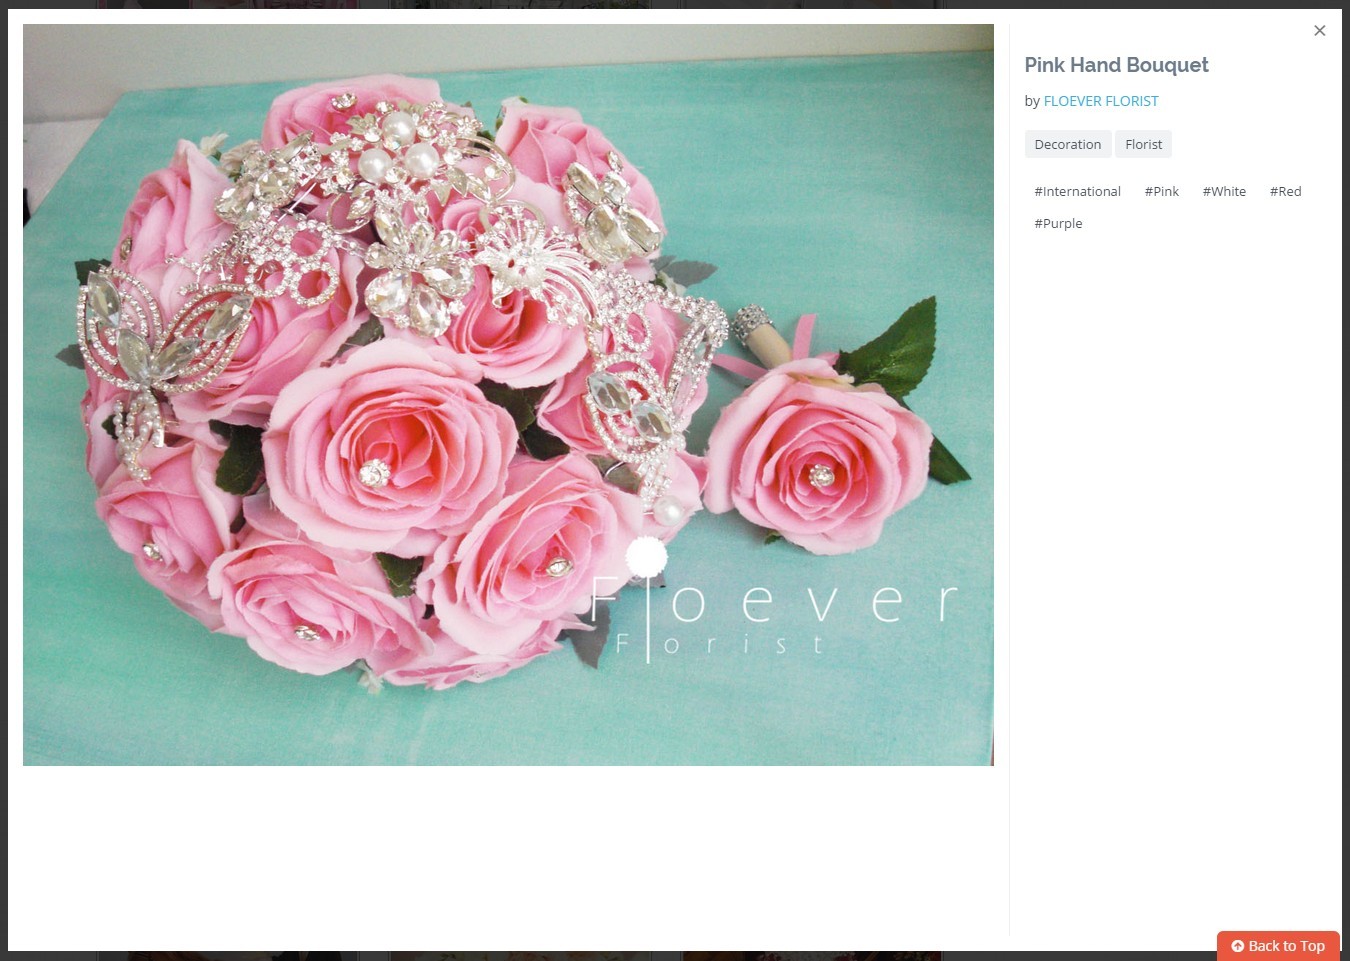 Floever
Florist
Pink Hand Bouquet
by FLOEVER FLORIST
Decoration Florist
#International #Pink #White #Red
#Purple
Back to Top